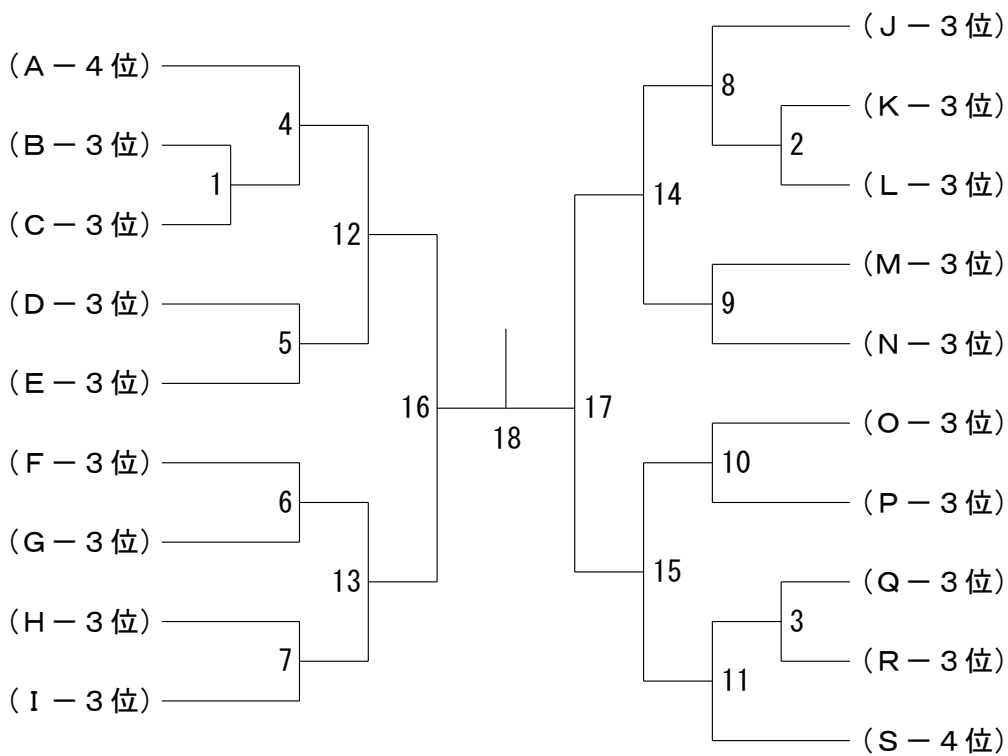 （A－4位）
（B－3位）
（C－3位）
（D－3位）
（E－3位）
（F－3位）
（G－3位）
（H－3位）
（I－3位）
1
4
5
6
7
12
13
16
18
17
14
15
8
9
10
11
2
3
（J－3位）
（K－3位）
（L－3位）
（M－3位）
（N－3位）
（O－3位）
（P－3位）
（Q－3位）
（R－3位）
（S－4位）